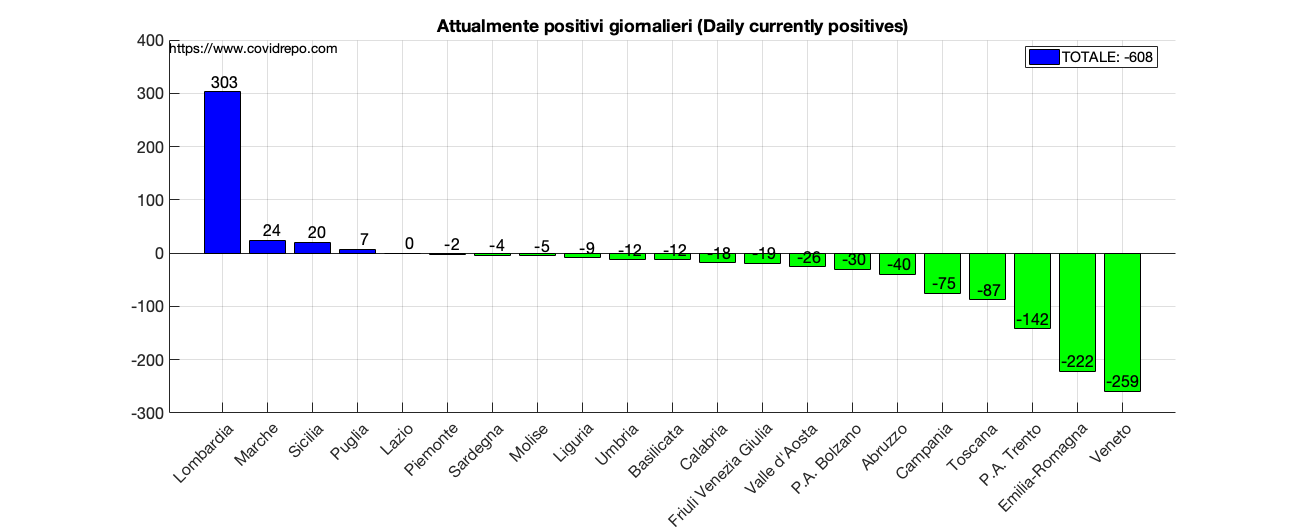 Attualmente positivi giornalieri (Daily currently positives)
https://www.covidrepo.com
TOTALE: -608
400
300
200
100
0
-100
-200
-300
303
24
20
7
0
-2
-4
-5
-9
-12
-12
-18
-19
-26
-30
-40
-75
-87
-142
-222
-259
Lombardia
Marche
Sicilia
Puglia
Lazio
Piemonte
Sardegna
Molise
Liguria
Umbria
Basilicata
Calabria
Friuli Venezia Giulia
Valle d'Aosta
P.A. Bolzano
Abruzzo
Campania
Toscana
P.A. Trento
Emilia-Romagna
Veneto